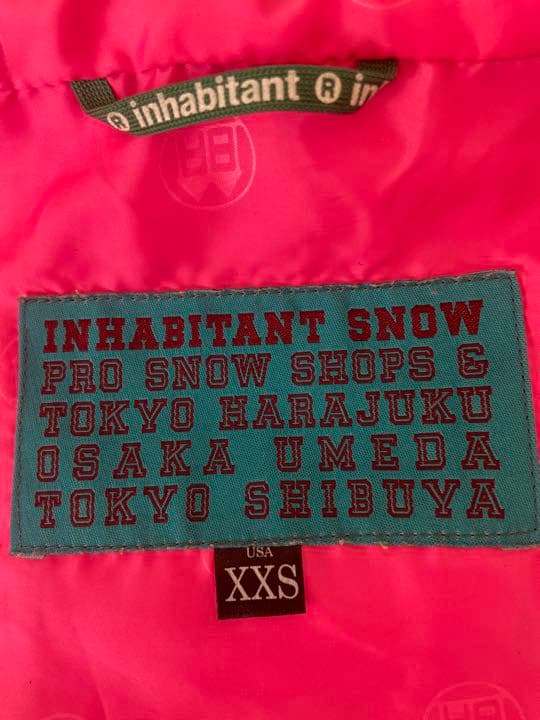 ® inhabitant ® in
INHABITANT SNOW
PRO SNOW SHOPS &
TOKYO HARAJUKU
OSAKA UMEDA
TOKYO SHIBUYA
USA
XXS